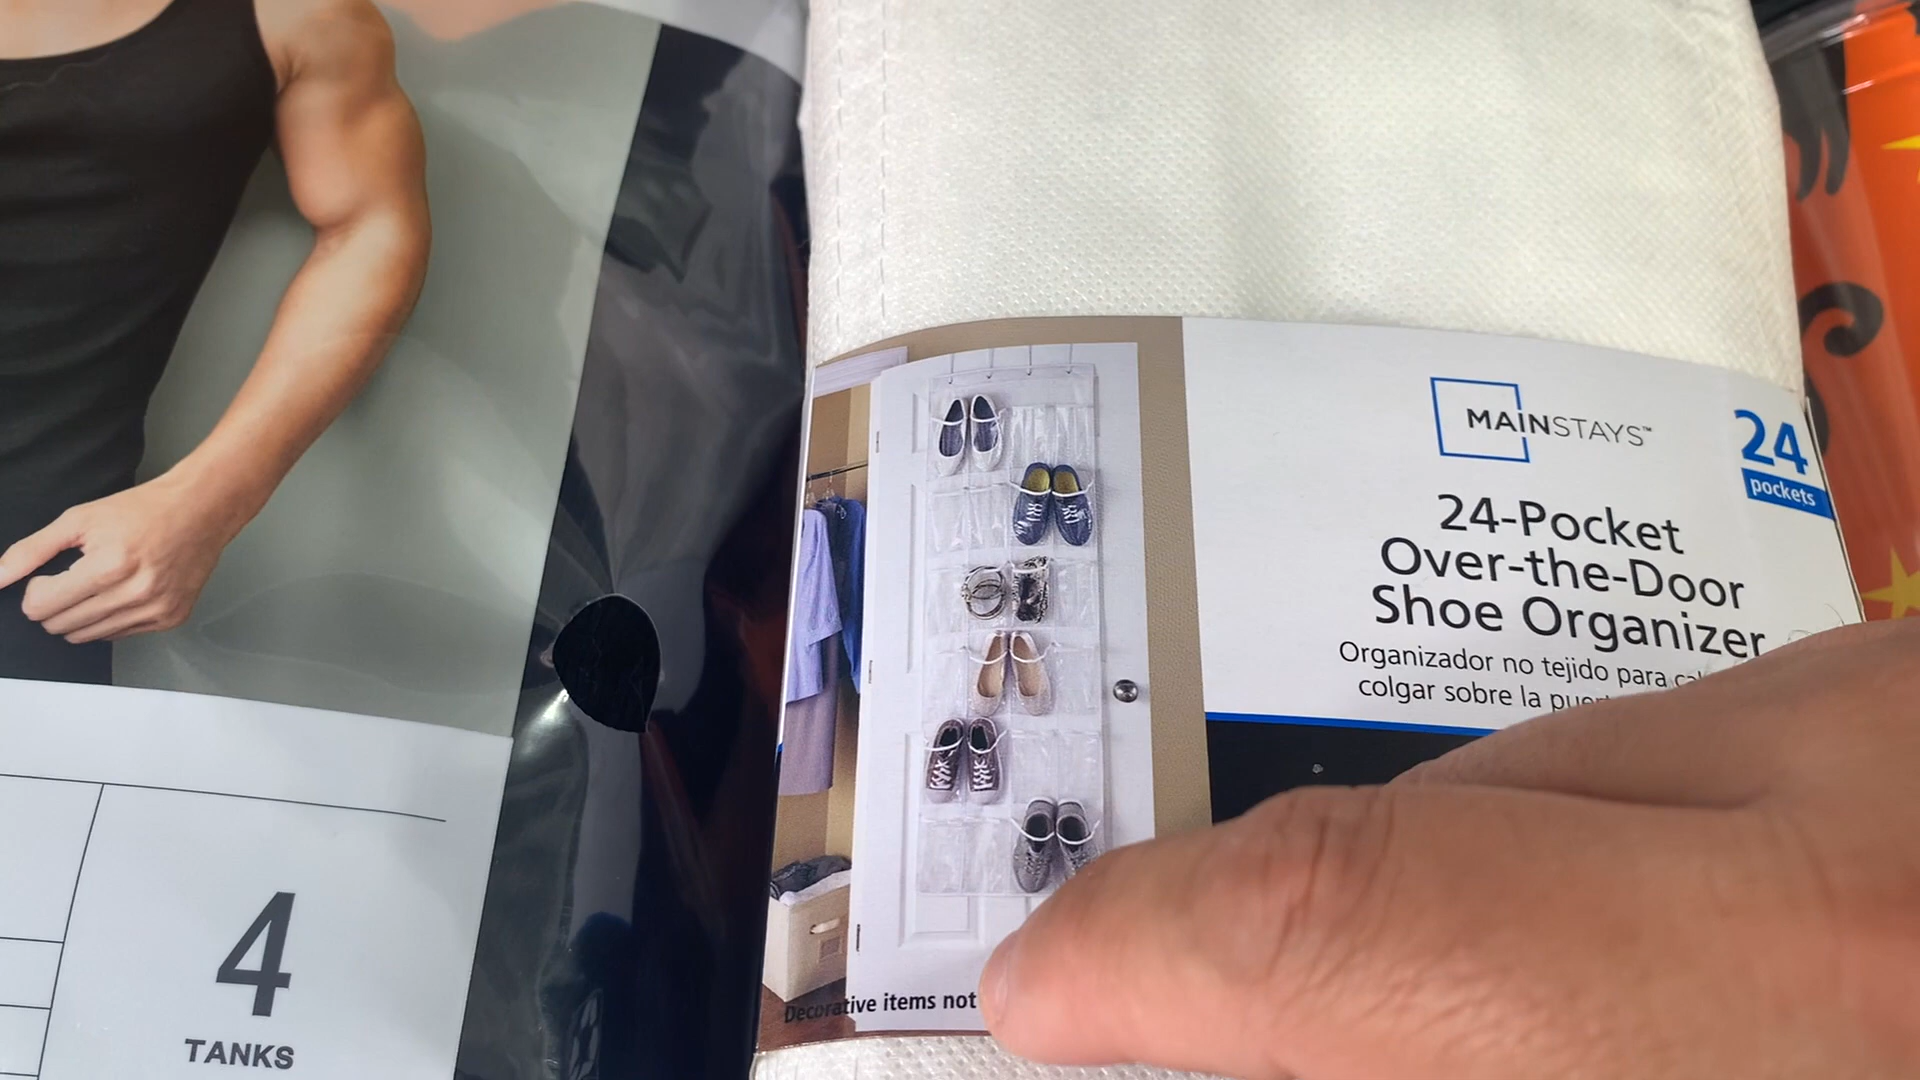 MAINSTAYS™
24
pockets
24-Pocket
Over-the-Door
Shoe Organizer
Organizador no tejido para
colgar sobre la
Decorative items not
4
TANKS